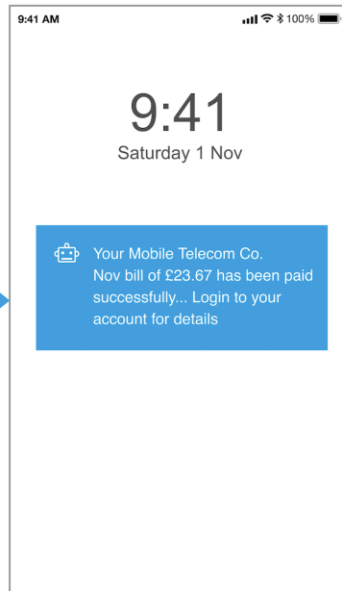 9:41 AM 100%
9:41
Saturday 1 Nov
Your Mobile Telecom Co.
Nov bill of £23.67 has been paid
successfully... Login to your
account for details